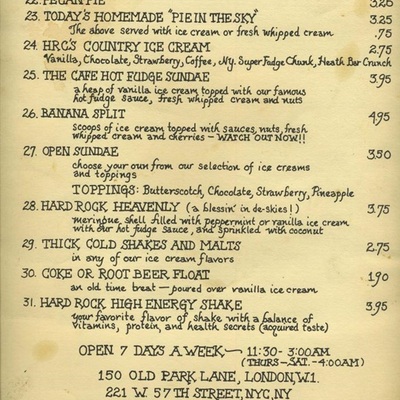 22. PECAN PIE 3.25
23. TODAY'S HOMEMADE "PIE IN THE SKY" 3.25
The above served with ice cream or fresh whipped cream .75
24. HRC'S COUNTRY ICE CREAM 2.75
Vanilla, Chocolate, Strawberry, Coffee, N.y. Super Fudge Chunk, Heath Bar Crunch
25. THE CAFE HOT FUDGE SUNDAE 3.95
a heap of vanilla ice cream topped with our famous
hot fudge sauce, fresh whipped cream and nuts
26. BANANA SPLIT 4.95
scoops of ice cream topped with sauces, nuts, fresh
whipped cream and cherries — WATCH OUT NOW!!
27. OPEN SUNDAE 3.50
choose your own from our selection of ice creams
and toppings
TOPPINGS: Butterscotch, Chocolate, Strawberry, Pineapple
28. HARD ROCK HEAVENLY (a blessin' in de-skies!) 3.75
meringue, shell filled with peppermint or vanilla ice cream
with our hot fudge sauce, and sprinkled with coconut
29. THICK, COLD SHAKES AND MALTS 2.75
in any of our ice cream flavors
30. COKE OR ROOT BEER FLOAT 1.90
an old time treat — poured over vanilla ice cream
31. HARD ROCK HIGH ENERGY SHAKE 3.95
your favorite flavor of shake with a balance of
vitamins, protein, and health secrets (acquired taste)
OPEN 7 DAYS A WEEK — 11:30 - 3:00AM
(THURS — SAT. - 4:00AM)
150 OLD PARK LANE, LONDON, W.1.
221 W. 57TH STREET, NYC, NY